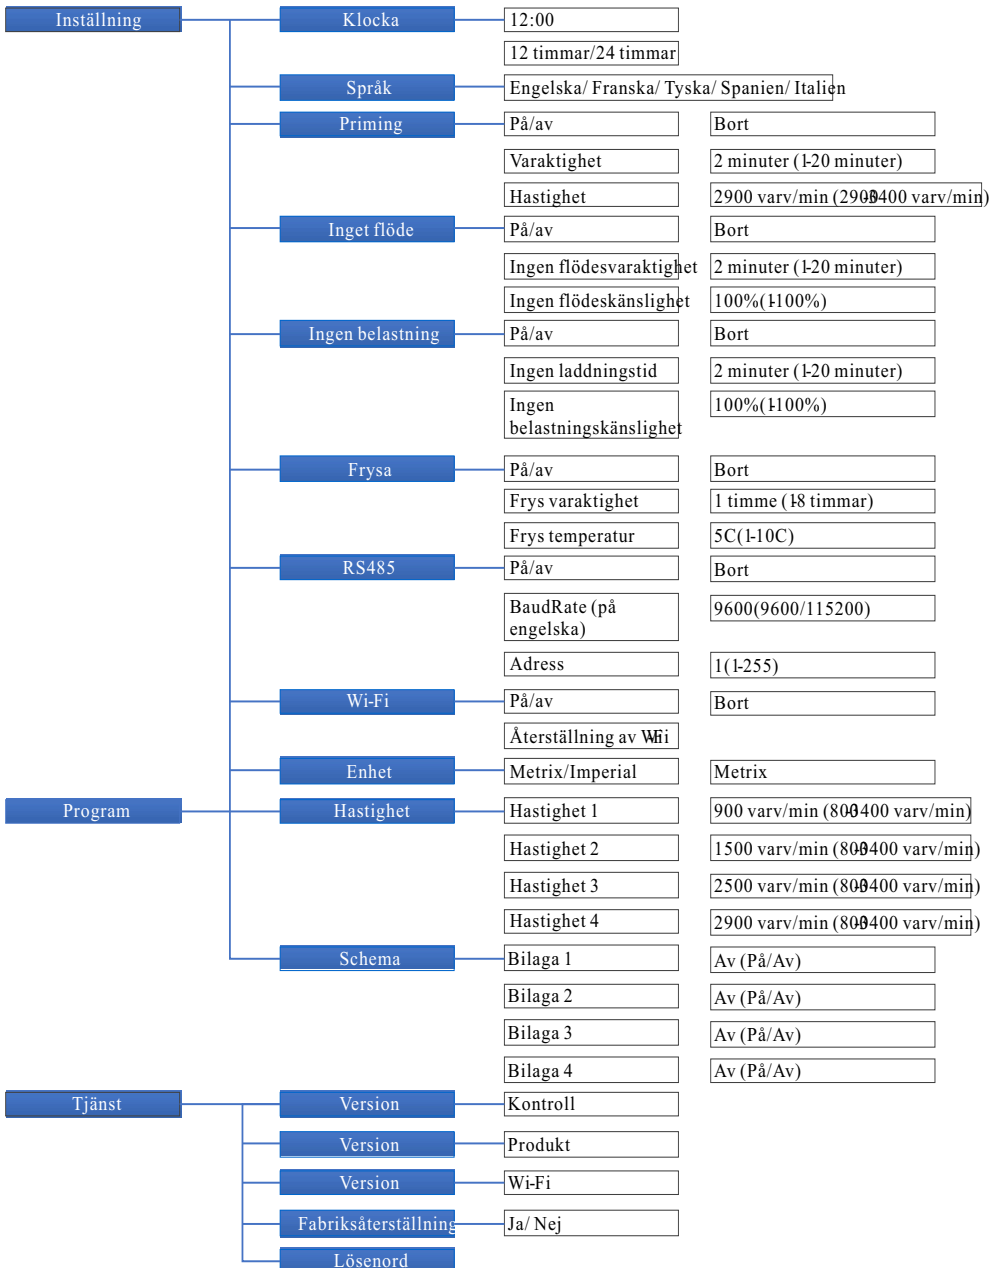 Inställning
Klocka
12:00
12 timmar/24 timmar
Språk
Engelska/ Franska/ Tyska/ Spanien/ Italien
Priming
På/av
Bort
Varaktighet
2 minuter (1-20 minuter)
Hastighet
2900 varv/min (2900-3400 varv/min)
Inget flöde
På/av
Bort
Ingen flödesvaraktighet
2 minuter (1-20 minuter)
Ingen flödeskänslighet
100%(1-100%)
Ingen belastning
På/av
Bort
Ingen laddningstid
2 minuter (1-20 minuter)
Ingen
belastningskänslighet
100%(1-100%)
Frysa
På/av
Bort
Frys varaktighet
1 timme (1-8 timmar)
Frys temperatur
5C(1-10C)
RS485
På/av
Bort
BaudRate (på
engelska)
9600(9600/115200)
Adress
1(1-255)
Wi-Fi
På/av
Bort
Återställning av Wi-Fi
Enhet
Metrix/Imperial
Metrix
Program
Hastighet
Hastighet 1
900 varv/min (800-3400 varv/min)
Hastighet 2
1500 varv/min (800-3400 varv/min)
Hastighet 3
2500 varv/min (800-3400 varv/min)
Hastighet 4
2900 varv/min (800-3400 varv/min)
Schema
Bilaga 1
Av (På/Av)
Bilaga 2
Av (På/Av)
Bilaga 3
Av (På/Av)
Bilaga 4
Av (På/Av)
Tjänst
Version
Kontroll
Version
Produkt
Version
Wi-Fi
Fabriksåterställning
Ja/ Nej
Lösenord